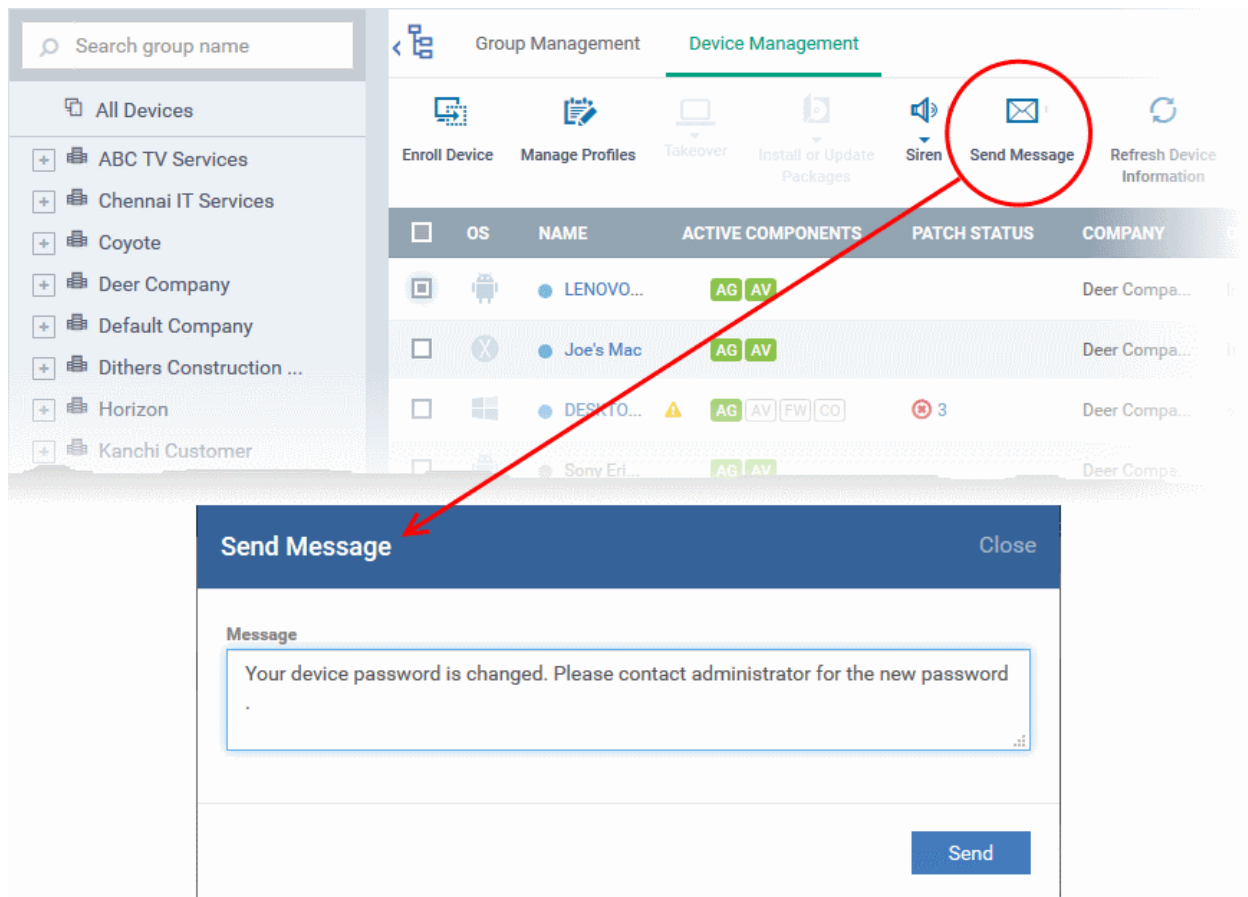 Search group name
Group Management Device Management
All Devices
ABC TV Services
Chennai IT Services
Coyote
Deer Company
Default Company
Dithers Construction ...
Horizon
Kanchi Customer
Enroll Device Manage Profiles Takeover Install or Update Siren Send Message Refresh Device
Packages Information
OS NAME ACTIVE COMPONENTS PATCH STATUS COMPANY
LENOVO... AG AV Deer Compa...
Joe's Mac AG AV Deer Compa...
DESKTO... AG AV FW CO 3 Deer Compa...
Sony Eri... AG AV Deer Compa.
Send Message Close
Message
Your device password is changed. Please contact administrator for the new password
.
Send